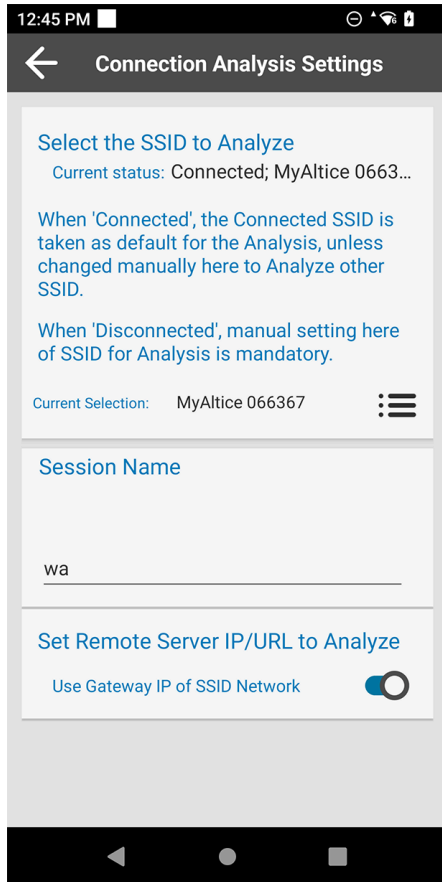 12:45 PM
Connection Analysis Settings
Select the SSID to Analyze
Current status: Connected; MyAltice 0663...
When 'Connected', the Connected SSID is
taken as default for the Analysis, unless
changed manually here to Analyze other
SSID.
When 'Disconnected', manual setting here
of SSID for Analysis is mandatory.
Current Selection: MyAltice 066367
Session Name
wa
Set Remote Server IP/URL to Analyze
Use Gateway IP of SSID Network